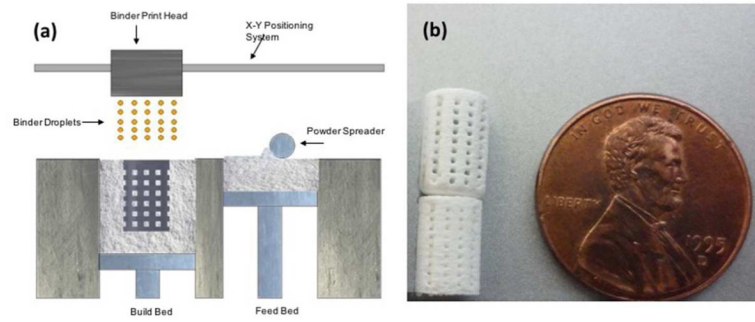 (a)
Binder Print Head
X-Y Positioning
System
Binder Droplets
Powder Spreader
Build Bed
Feed Bed
(b)
IN GOD WE TRUST
LIBERTY
1995
D